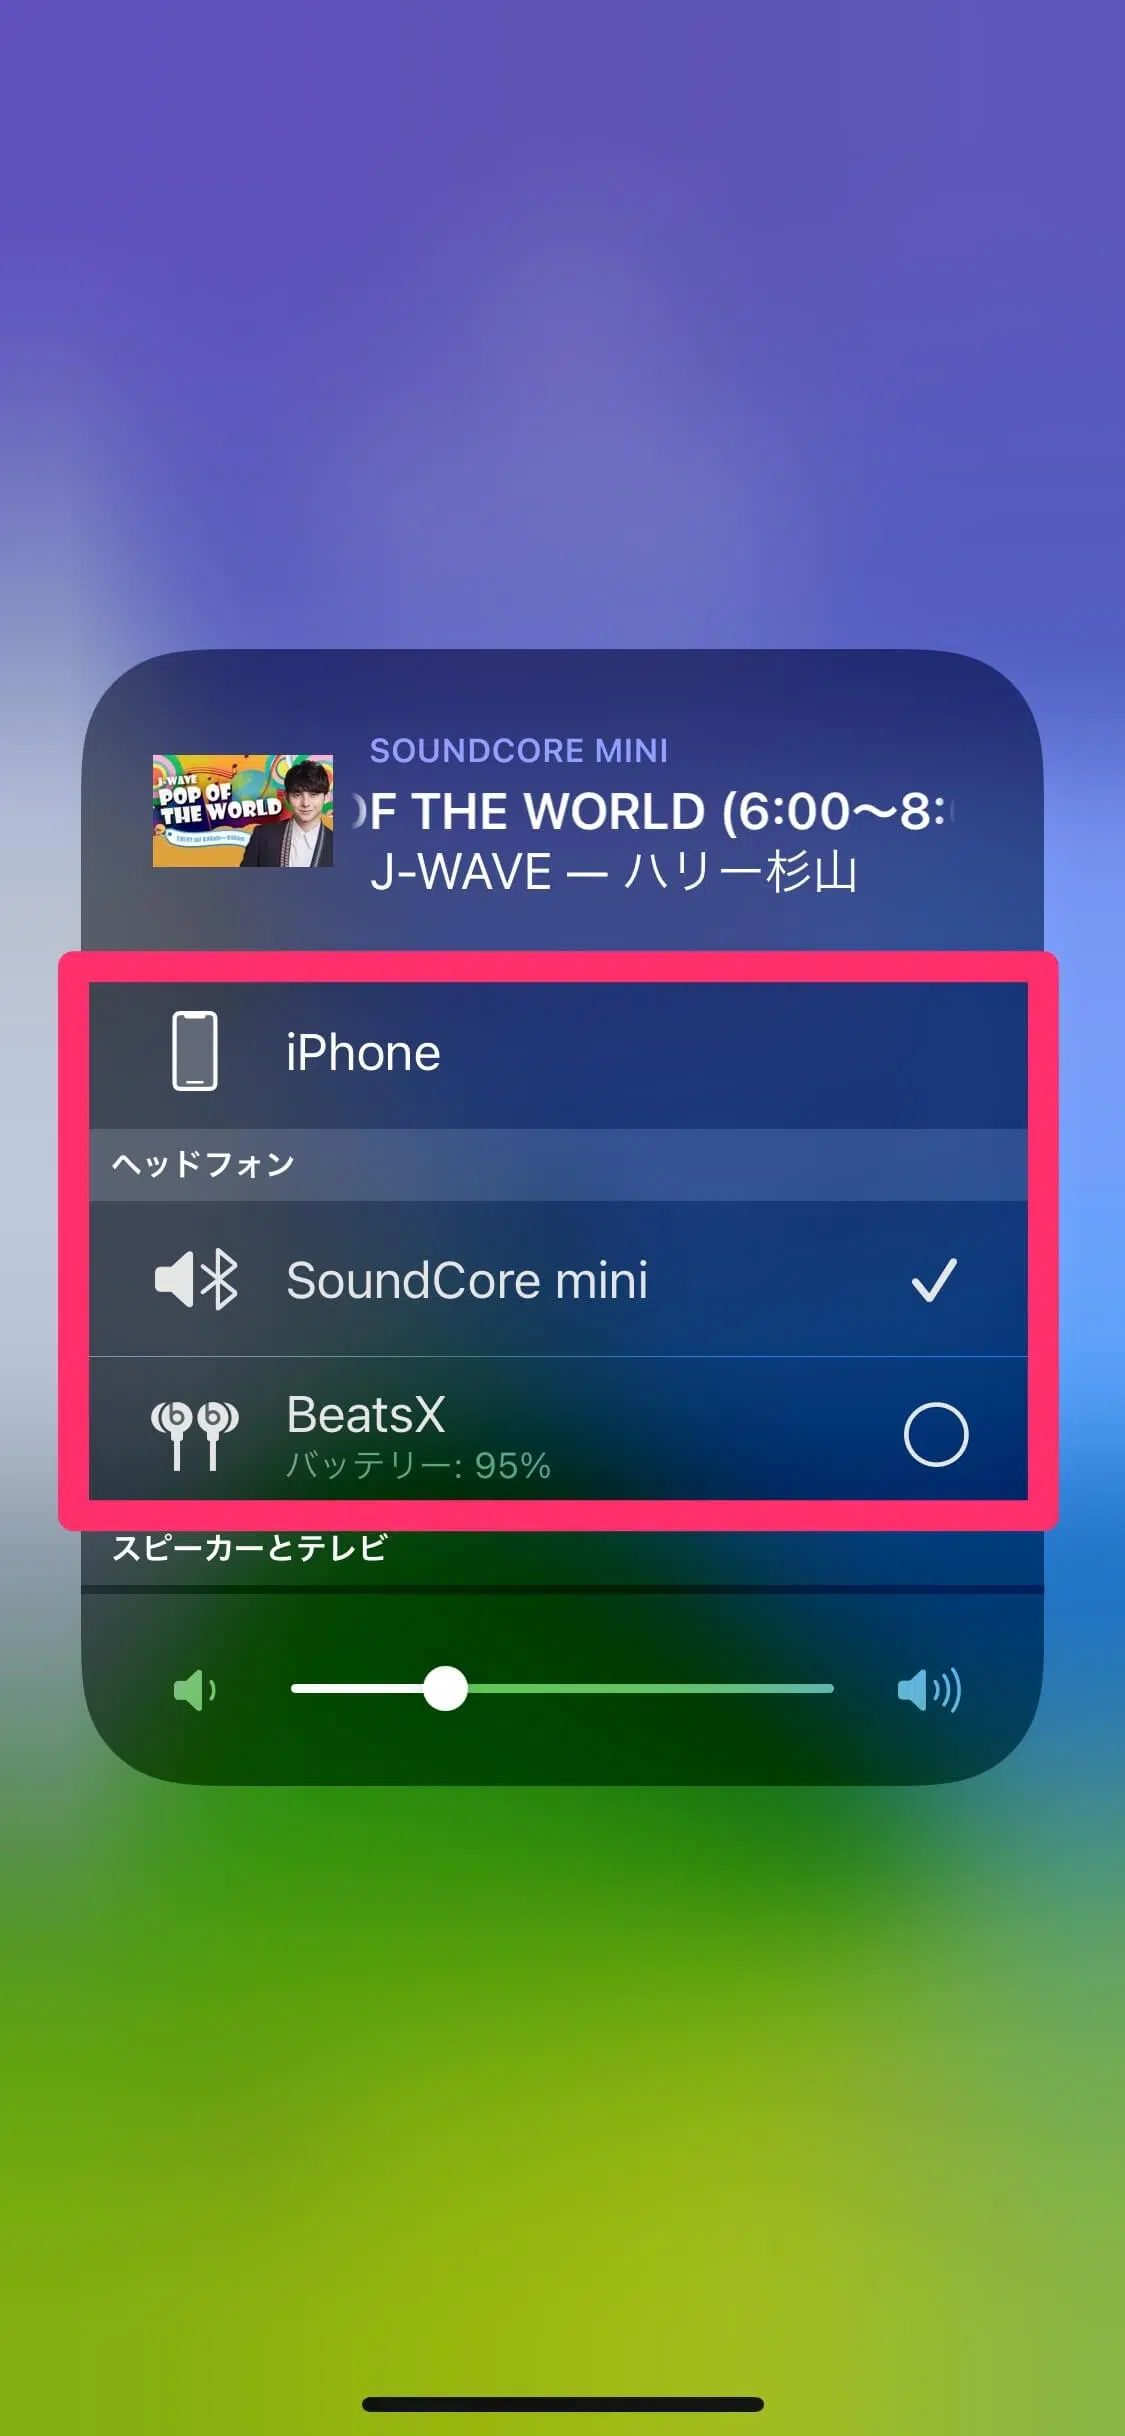 J-WAVE
POP OF
THE WORLD
SOUNDCORE MINI
OF THE WORLD (6:00〜8:
J-WAVE — ハリー杉山
iPhone
ヘッドフォン
SoundCore mini
BeatsX
バッテリー: 95%
スピーカーとテレビ